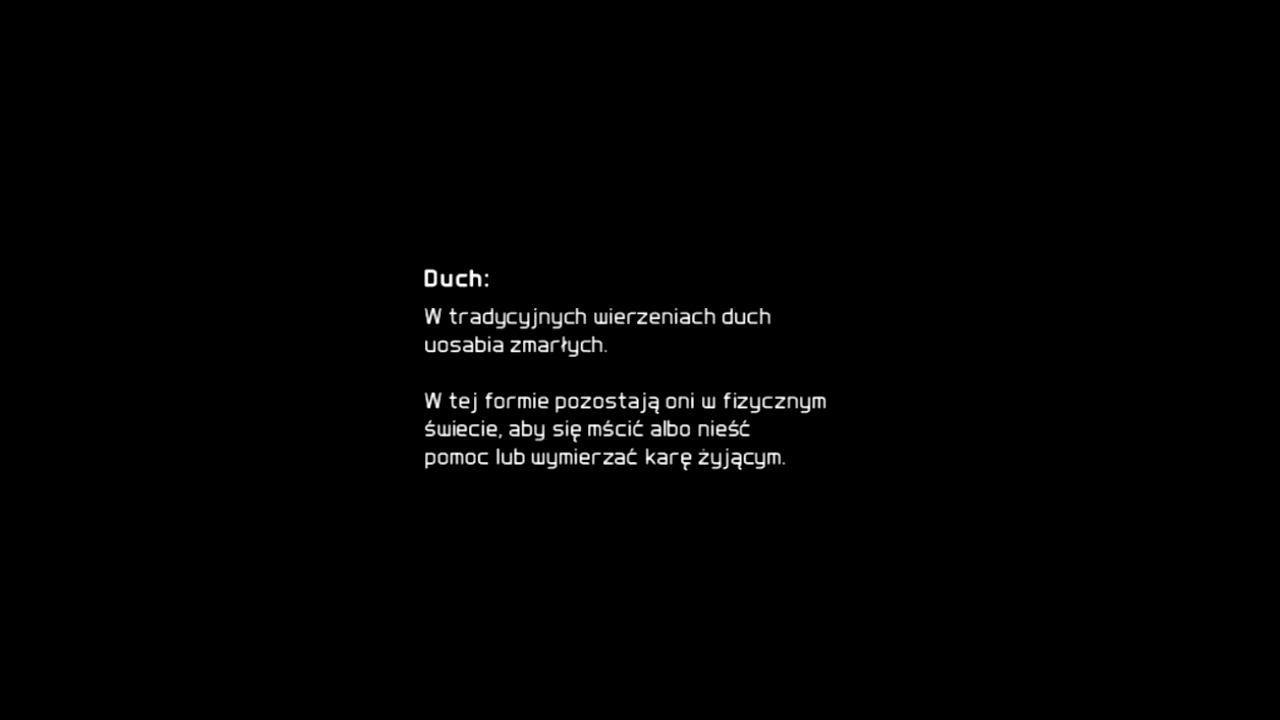 Duch:
W tradycyjnych wierzeniach duch
uosabia zmarłych.
W tej formie pozostają oni w fizycznym
świecie, aby się mścić albo nieść
pomoc lub wymierzać karę żyjącym.